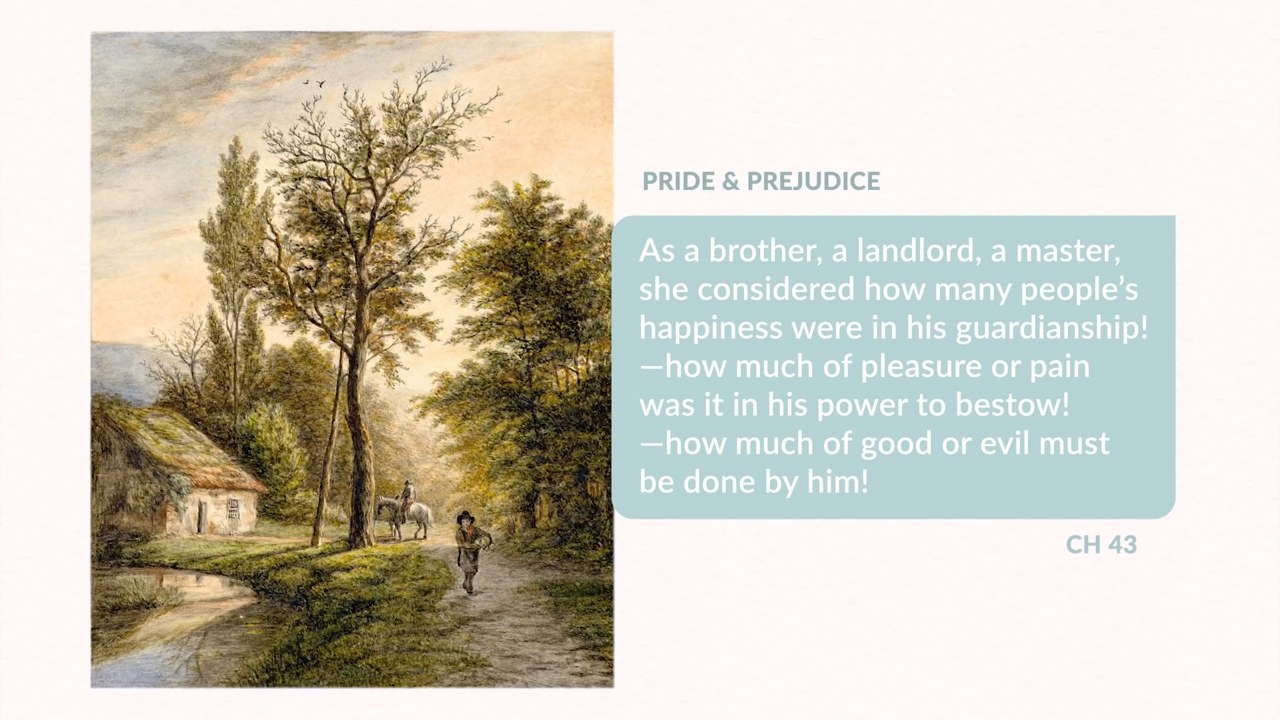 PRIDE & PREJUDICE
As a brother, a landlord, a master,
she considered how many people’s
happiness were in his guardianship!
—how much of pleasure or pain
was it in his power to bestow!
—how much of good or evil must
be done by him!
CH 43